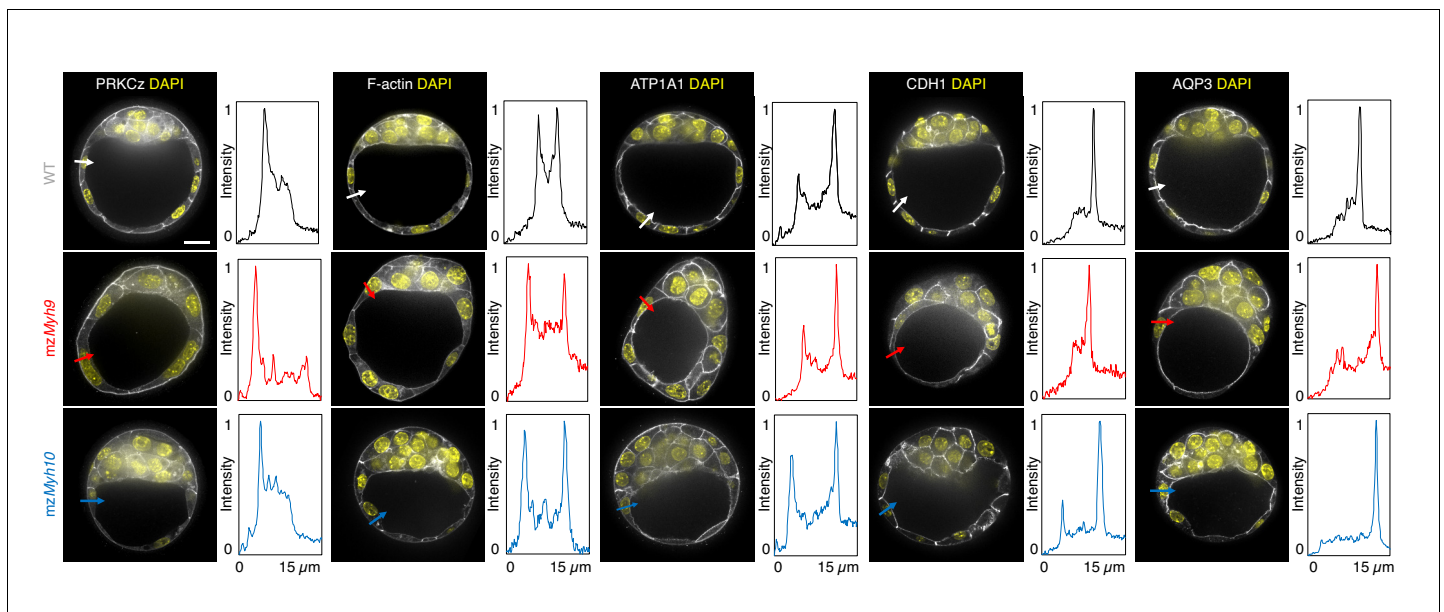 PRKCz DAPI
F-actin DAPI
ATP1A1 DAPI
CDH1 DAPI
AQP3 DAPI
WT
1
Intensity
0
1
Intensity
0
1
Intensity
0
1
Intensity
0
1
Intensity
0
mzMyh9
1
Intensity
0
1
Intensity
0
1
Intensity
0
1
Intensity
0
1
Intensity
0
mzMyh10
1
Intensity
0
0 15 µm
1
Intensity
0
0 15 µm
1
Intensity
0
0 15 µm
1
Intensity
0
0 15 µm
1
Intensity
0
0 15 µm